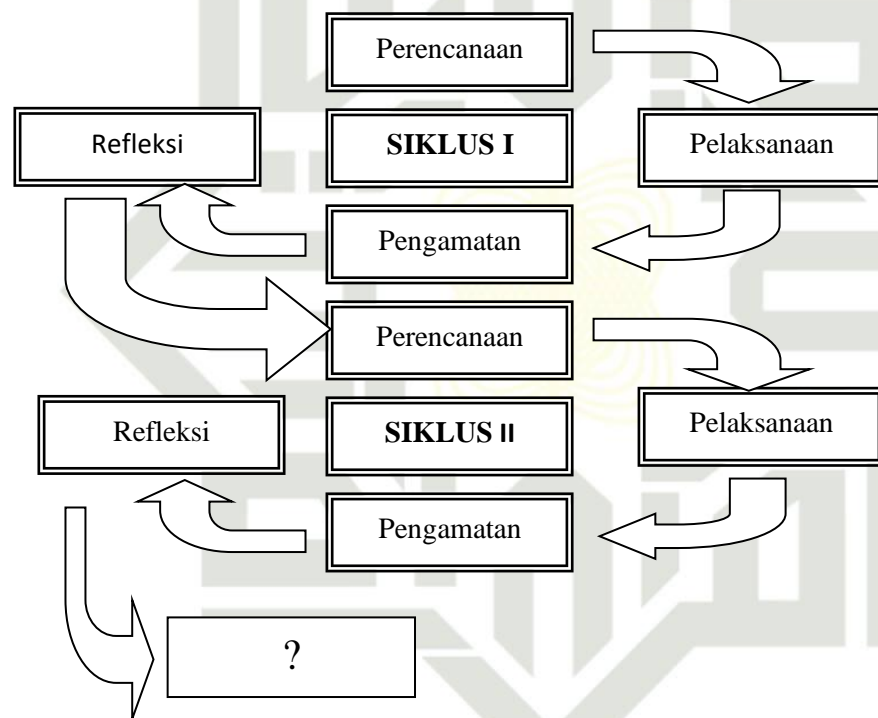 Perencanaan
Refleksi
SIKLUS I
Pelaksanaan
Pengamatan
Perencanaan
Refleksi
SIKLUS II
Pelaksanaan
Pengamatan
?